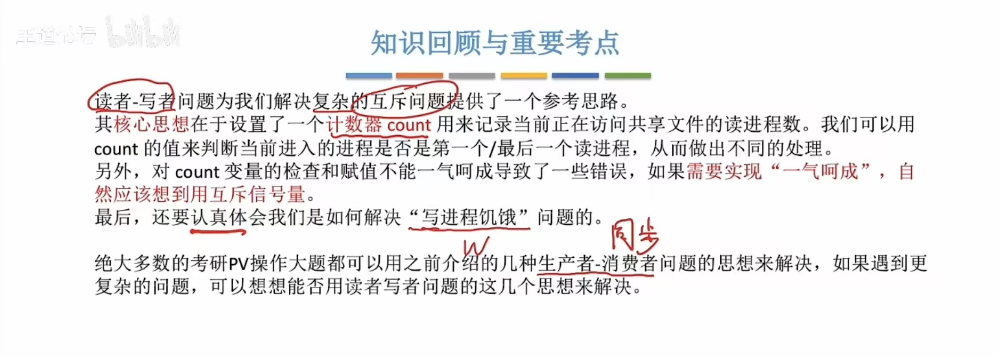 王道论坛 bilibili
知识回顾与重要考点
读者-写者问题为我们解决复杂的互斥问题提供了一个参考思路。
其核心思想在于设置了一个计数器 count 用来记录当前正在访问共享文件的读进程数。我们可以用
count 的值来判断当前进入的进程是否是第一个/最后一个读进程，从而做出不同的处理。
另外，对 count 变量的检查和赋值不能一气呵成导致了一些错误，如果需要实现“一气呵成”，自
然应该想到用互斥信号量。
最后，还要认真体会我们是如何解决“写进程饥饿”问题的。
W
同步
绝大多数的考研PV操作大题都可以用之前介绍的几种生产者-消费者问题的思想来解决，如果遇到更
复杂的问题，可以想想能否用读者写者问题的这几个思想来解决。